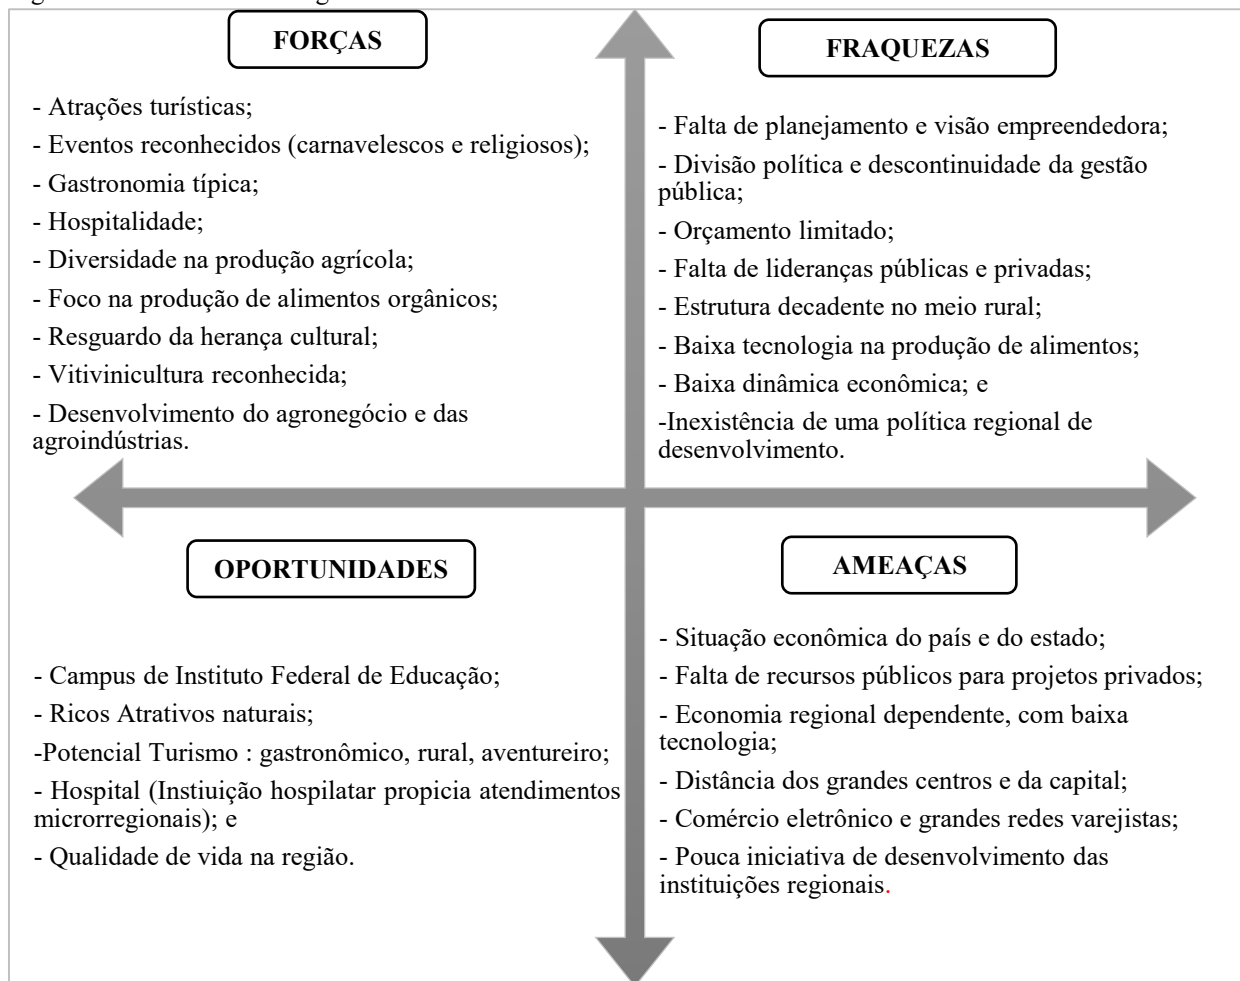 FORÇAS
- Atrações turísticas;
- Eventos reconhecidos (carnavelescos e religiosos);
- Gastronomia típica;
- Hospitalidade;
- Diversidade na produção agrícola;
- Foco na produção de alimentos orgânicos;
- Resguardo da herança cultural;
- Vitivinicultura reconhecida;
- Desenvolvimento do agronegócio e das
agroindústrias.
FRAQUEZAS
- Falta de planejamento e visão empreendedora;
- Divisão política e descontinuidade da gestão
pública;
- Orçamento limitado;
- Falta de lideranças públicas e privadas;
- Estrutura decadente no meio rural;
- Baixa tecnologia na produção de alimentos;
- Baixa dinâmica econômica; e
-Inexistência de uma política regional de
desenvolvimento.
OPORTUNIDADES
- Campus de Instituto Federal de Educação;
- Ricos Atrativos naturais;
-Potencial Turismo : gastronômico, rural, aventureiro;
- Hospital (Instiuição hospilatar propicia atendimentos
microrregionais); e
- Qualidade de vida na região.
AMEAÇAS
- Situação econômica do país e do estado;
- Falta de recursos públicos para projetos privados;
- Economia regional dependente, com baixa
tecnologia;
- Distância dos grandes centros e da capital;
- Comércio eletrônico e grandes redes varejistas;
- Pouca iniciativa de desenvolvimento das
instituições regionais.